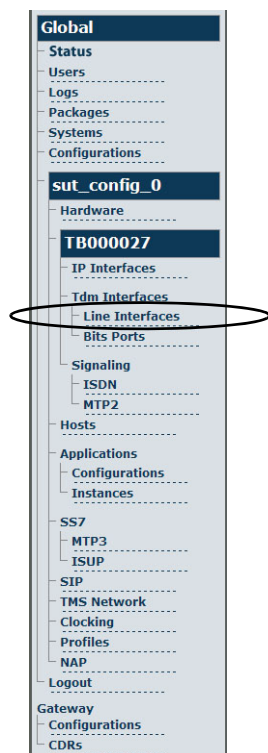 Global
Status
Users
Logs
Packages
Systems
Configurations
sut_config_0
Hardware
TB000027
IP Interfaces
Tdm Interfaces
Line Interfaces
Bits Ports
Signaling
ISDN
MTP2
Hosts
Applications
Configurations
Instances
SS7
MTP3
ISUP
SIP
TMS Network
Clocking
Profiles
NAP
Logout
Gateway
Configurations
CDRs